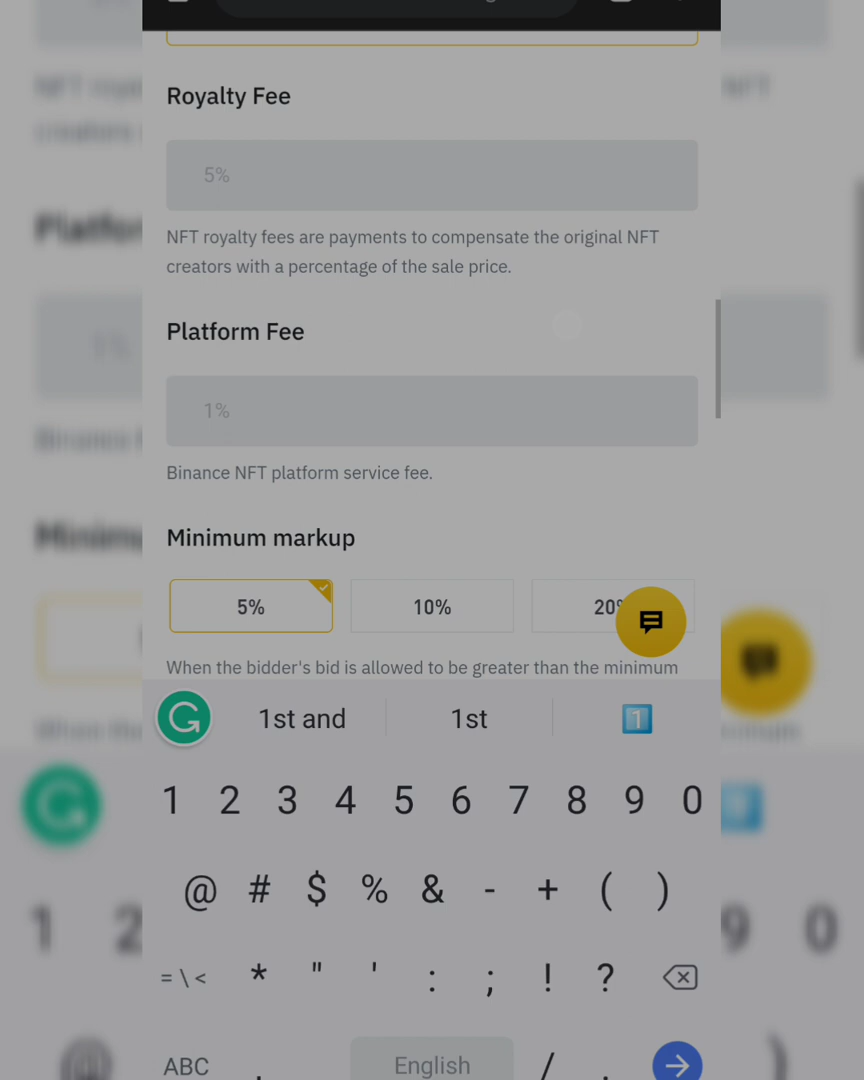 Royalty Fee
5%
NFT royalty fees are payments to compensate the original NFT
creators with a percentage of the sale price.
Platform Fee
1%
Binance NFT platform service fee.
Minimum markup
5% 10% 20%
When the bidder's bid is allowed to be greater than the minimum
1st and 1st 1️⃣
1 2 3 4 5 6 7 8 9 0
@ # $ % & - + ( )
= \ < * " ' : ; ! ?
ABC , English / .